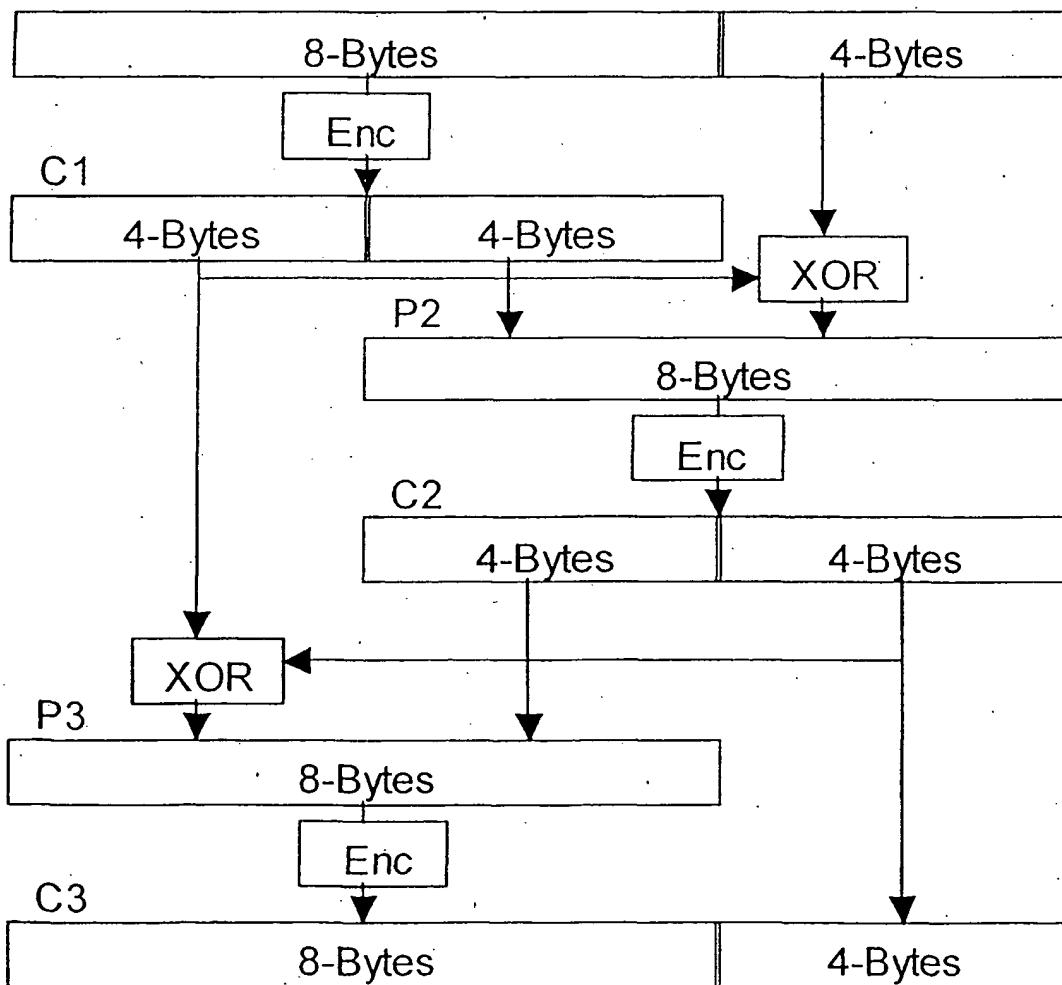 8-Bytes 4-Bytes
Enc
C1
4-Bytes 4-Bytes
XOR
P2
8-Bytes
Enc
C2
4-Bytes 4-Bytes
XOR
P3
8-Bytes
Enc
C3
8-Bytes 4-Bytes